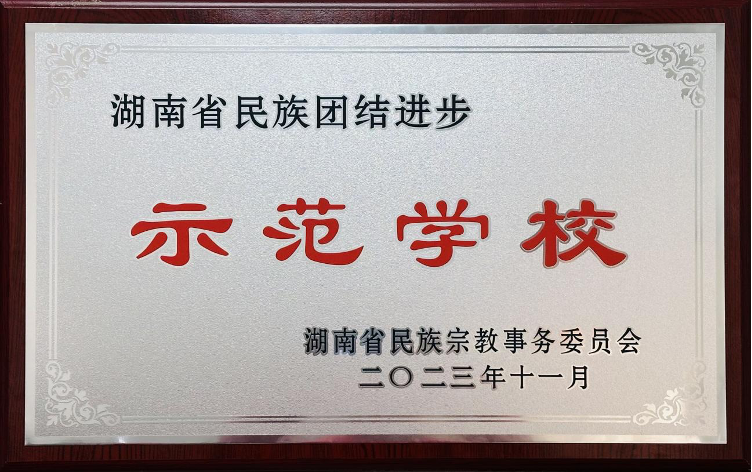 湖南省民族团结进步
示范学校
湖南省民族宗教事务委员会
二〇二三年十一月